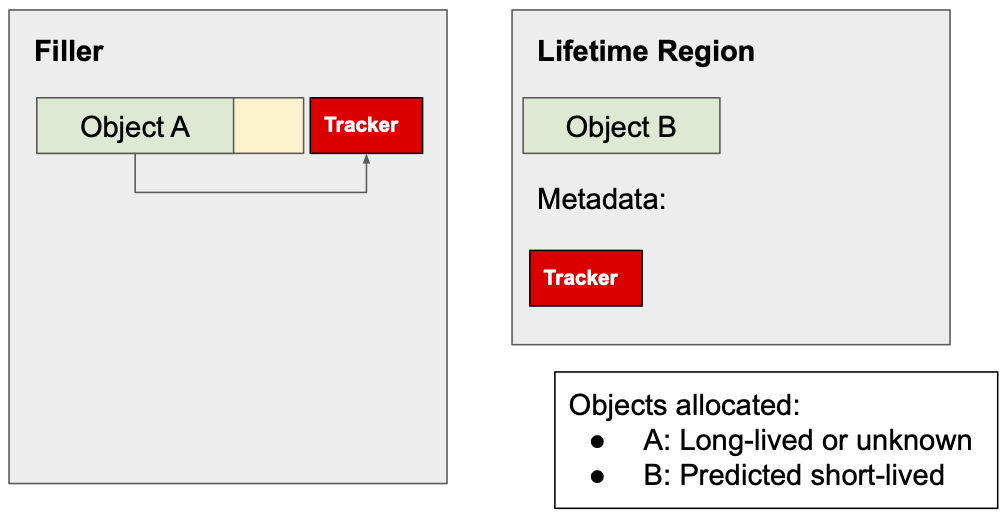 Filler
Object A
Tracker
Lifetime Region
Object B
Metadata:
Tracker
Objects allocated:
● A: Long-lived or unknown
● B: Predicted short-lived